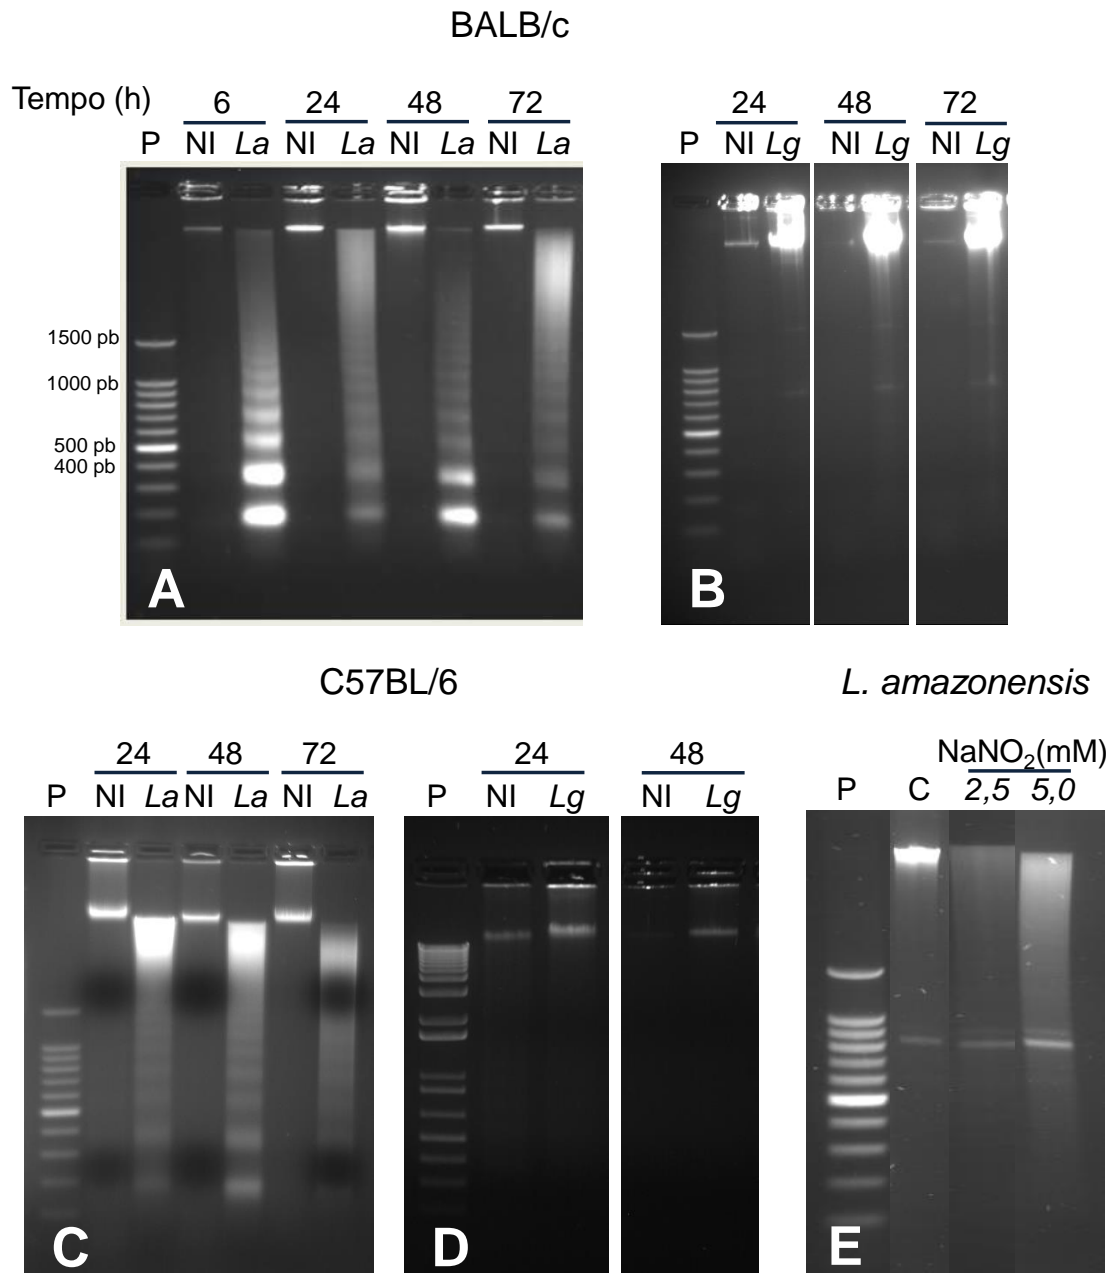 BALB/c
Tempo (h) 6 24 48 72
P NI La NI La NI La NI La
24 48 72
P NI Lg NI Lg NI Lg
1500 pb
1000 pb
500 pb
400 pb
A
B
C57BL/6
L. amazonensis
24 48 72
P NI La NI La NI La
24 48
P NI Lg NI Lg
NaNO₂(mM)
P C 2,5 5,0
C
D
E